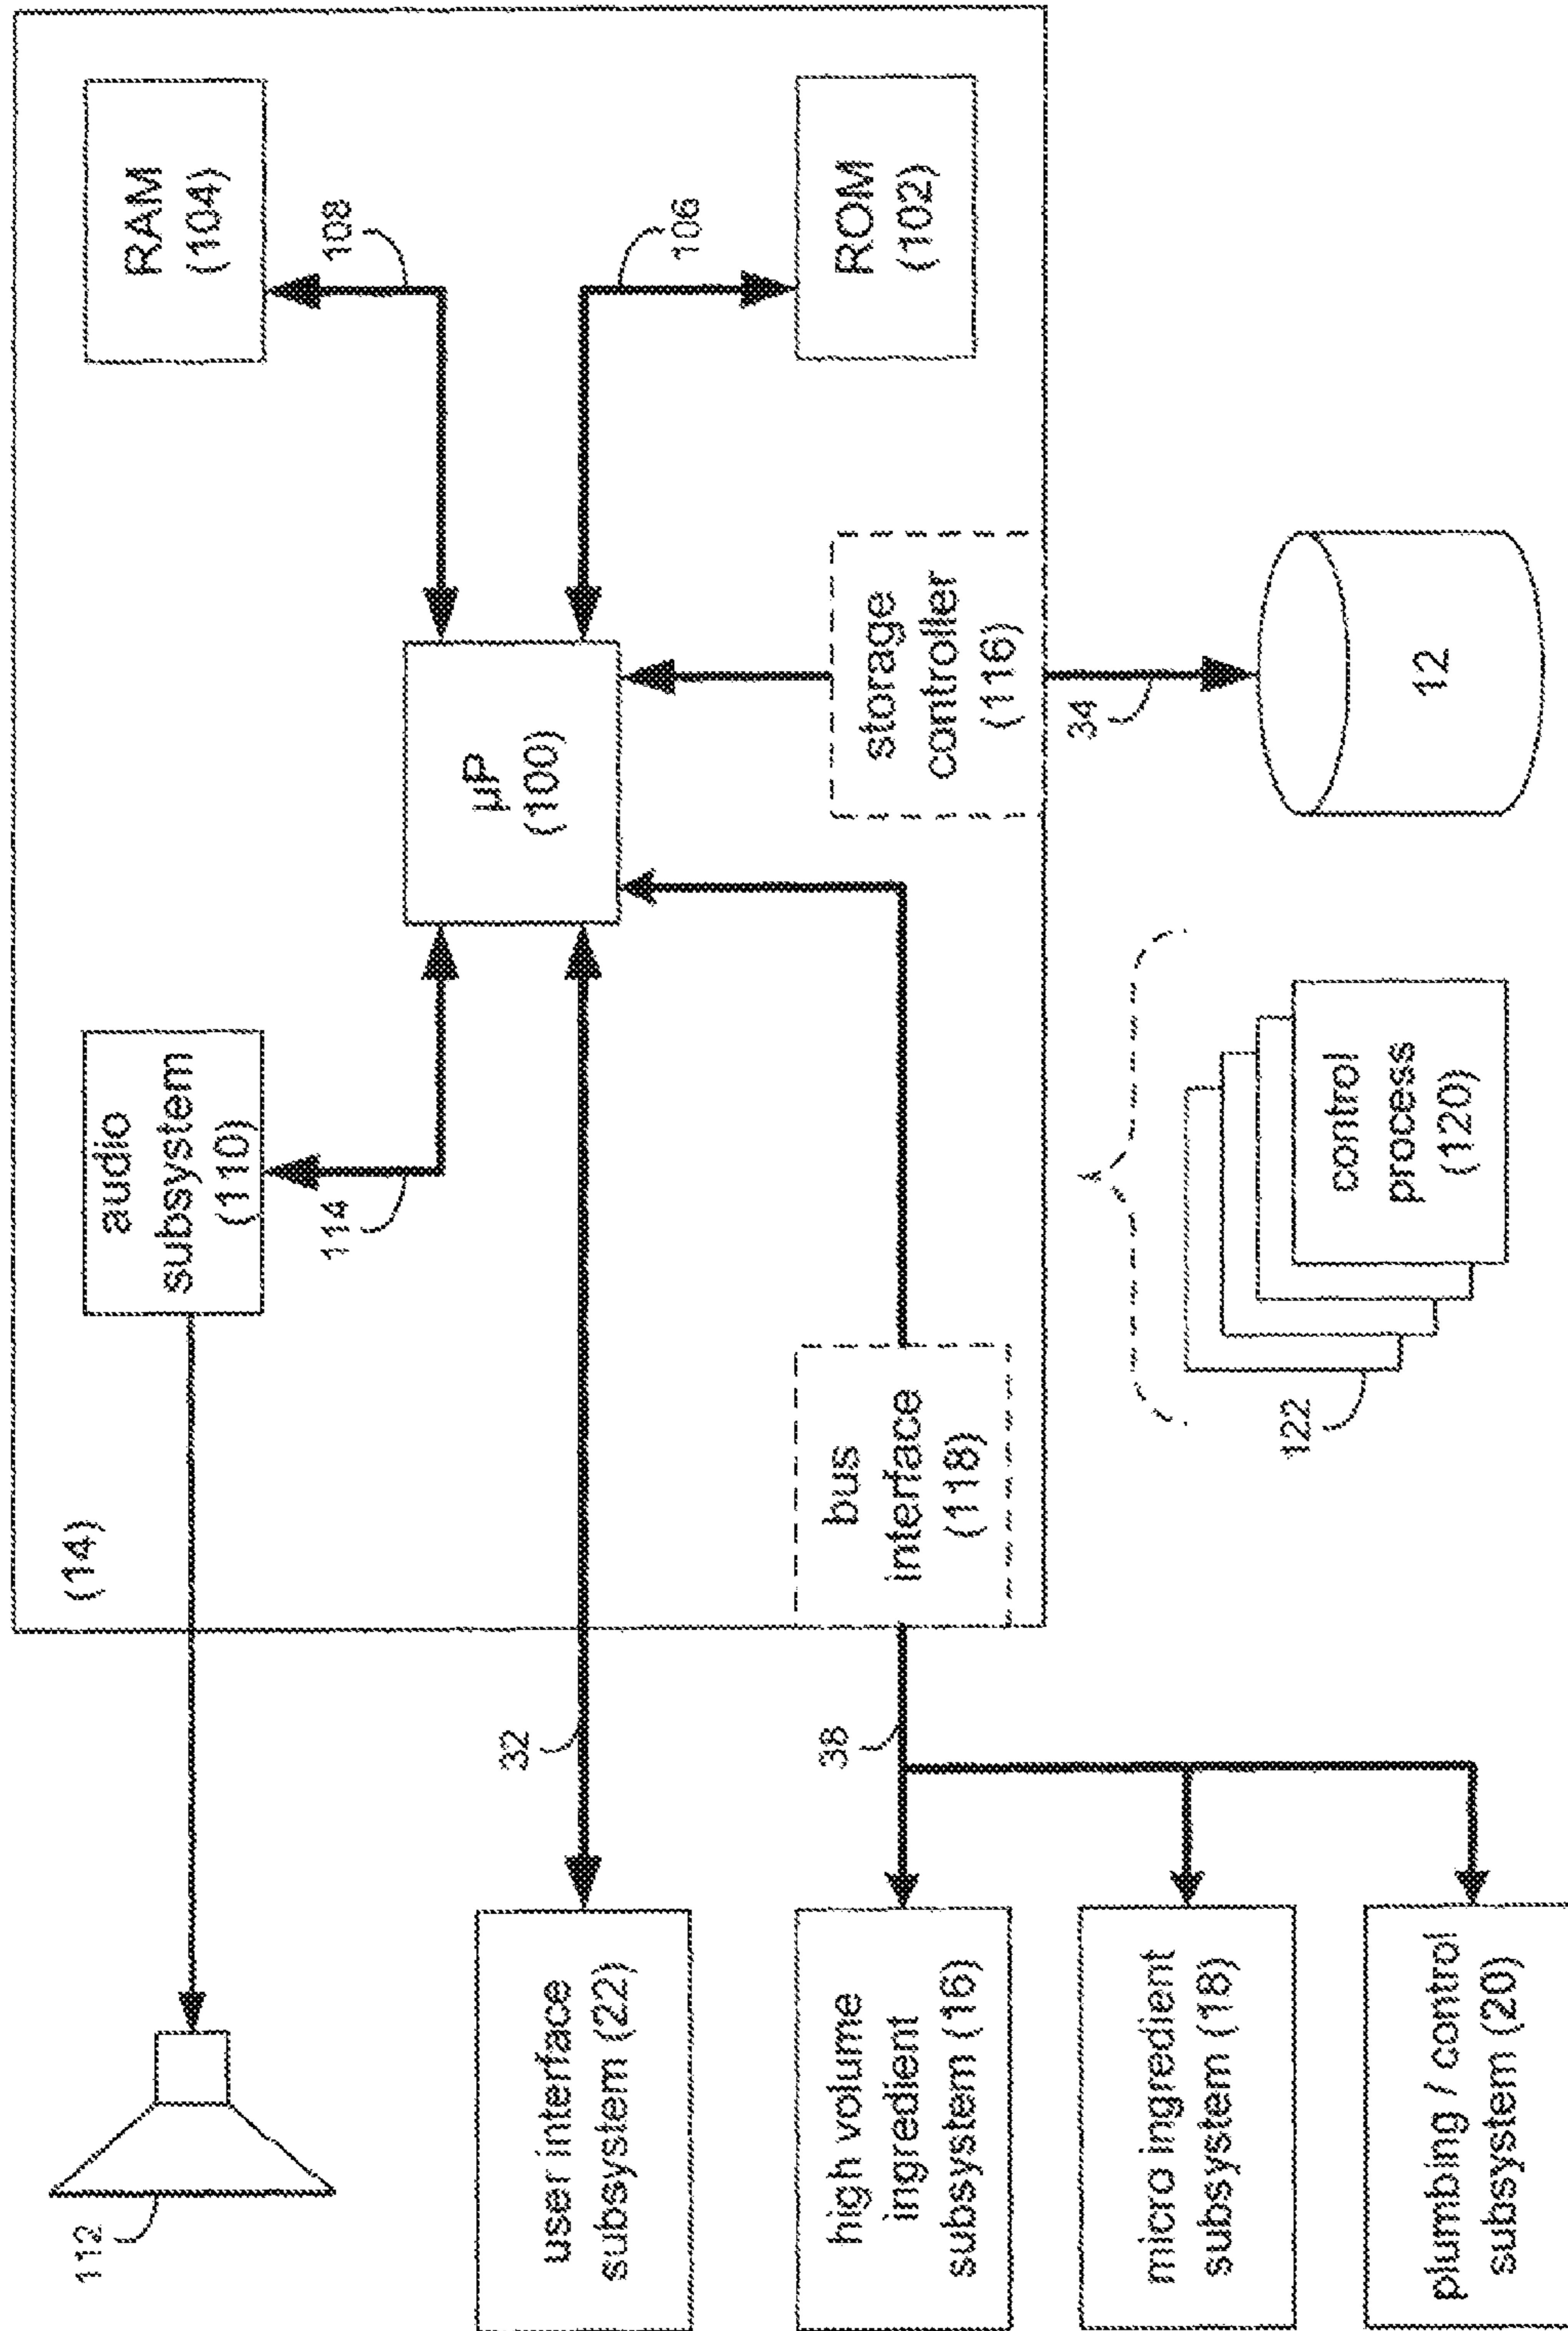 (14)
RAM
(104)
108
106
ROM
(102)
audio
subsystem
(110)
114
µP
(100)
storage
controller
(116)
34
12
bus
interface
(118)
control
process
(120)
122
32
38
112
user interface
subsystem (22)
high volume
ingredient
subsystem (16)
micro ingredient
subsystem (18)
plumbing / control
subsystem (20)